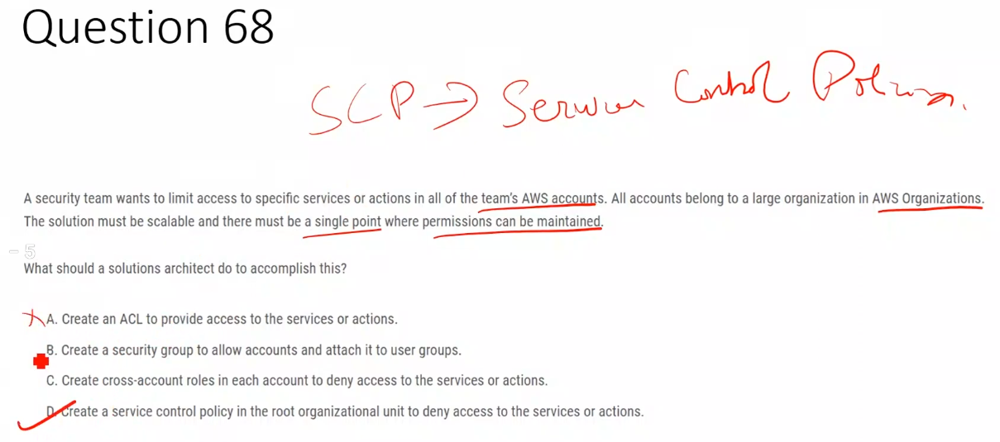 Question 68
SCP → Service Control Policies.
A security team wants to limit access to specific services or actions in all of the team's AWS accounts. All accounts belong to a large organization in AWS Organizations.
The solution must be scalable and there must be a single point where permissions can be maintained.
- 5
What should a solutions architect do to accomplish this?
A. Create an ACL to provide access to the services or actions.
B. Create a security group to allow accounts and attach it to user groups.
C. Create cross-account roles in each account to deny access to the services or actions.
D. Create a service control policy in the root organizational unit to deny access to the services or actions.